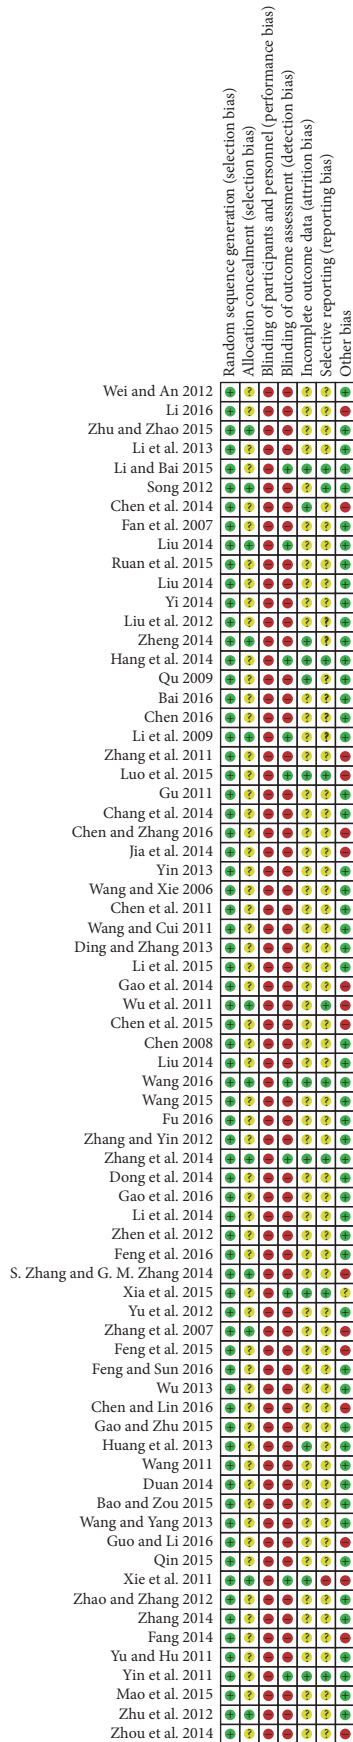 Random sequence generation (selection bias)
Allocation concealment (selection bias)
Blinding of participants and personnel (performance bias)
Blinding of outcome assessment (detection bias)
Incomplete outcome data (attrition bias)
Selective reporting (reporting bias)
Other bias
Wei and An 2012
Li 2016
Zhu and Zhao 2015
Li et al. 2013
Li and Bai 2015
Song 2012
Chen et al. 2014
Fan et al. 2007
Liu 2014
Ruan et al. 2015
Liu 2014
Yi 2014
Liu et al. 2012
Zheng 2014
Hang et al. 2014
Qu 2009
Bai 2016
Chen 2016
Li et al. 2009
Zhang et al. 2011
Luo et al. 2015
Gu 2011
Chang et al. 2014
Chen and Zhang 2016
Jia et al. 2014
Yin 2013
Wang and Xie 2006
Chen et al. 2011
Wang and Cui 2011
Ding and Zhang 2013
Li et al. 2015
Gao et al. 2014
Wu et al. 2011
Chen et al. 2015
Chen 2008
Liu 2014
Wang 2016
Wang 2015
Fu 2016
Zhang and Yin 2012
Zhang et al. 2014
Dong et al. 2014
Gao et al. 2016
Li et al. 2014
Zhen et al. 2012
Feng et al. 2016
S. Zhang and G. M. Zhang 2014
Xia et al. 2015
Yu et al. 2012
Zhang et al. 2007
Feng et al. 2015
Feng and Sun 2016
Wu 2013
Chen and Lin 2016
Gao and Zhu 2015
Huang et al. 2013
Wang 2011
Duan 2014
Bao and Zou 2015
Wang and Yang 2013
Guo and Li 2016
Qin 2015
Xie et al. 2011
Zhao and Zhang 2012
Zhang 2014
Fang 2014
Yu and Hu 2011
Yin et al. 2011
Mao et al. 2015
Zhu et al. 2012
Zhou et al. 2014